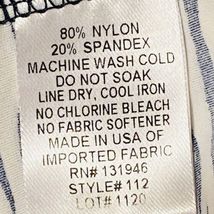 80% NYLON
20% SPANDEX
MACHINE WASH COLD
DO NOT SOAK
LINE DRY, COOL IRON
NO CHLORINE BLEACH
NO FABRIC SOFTENER
MADE IN USA OF
IMPORTED FABRIC
RN# 131946
STYLE# 112
LOT# 1120